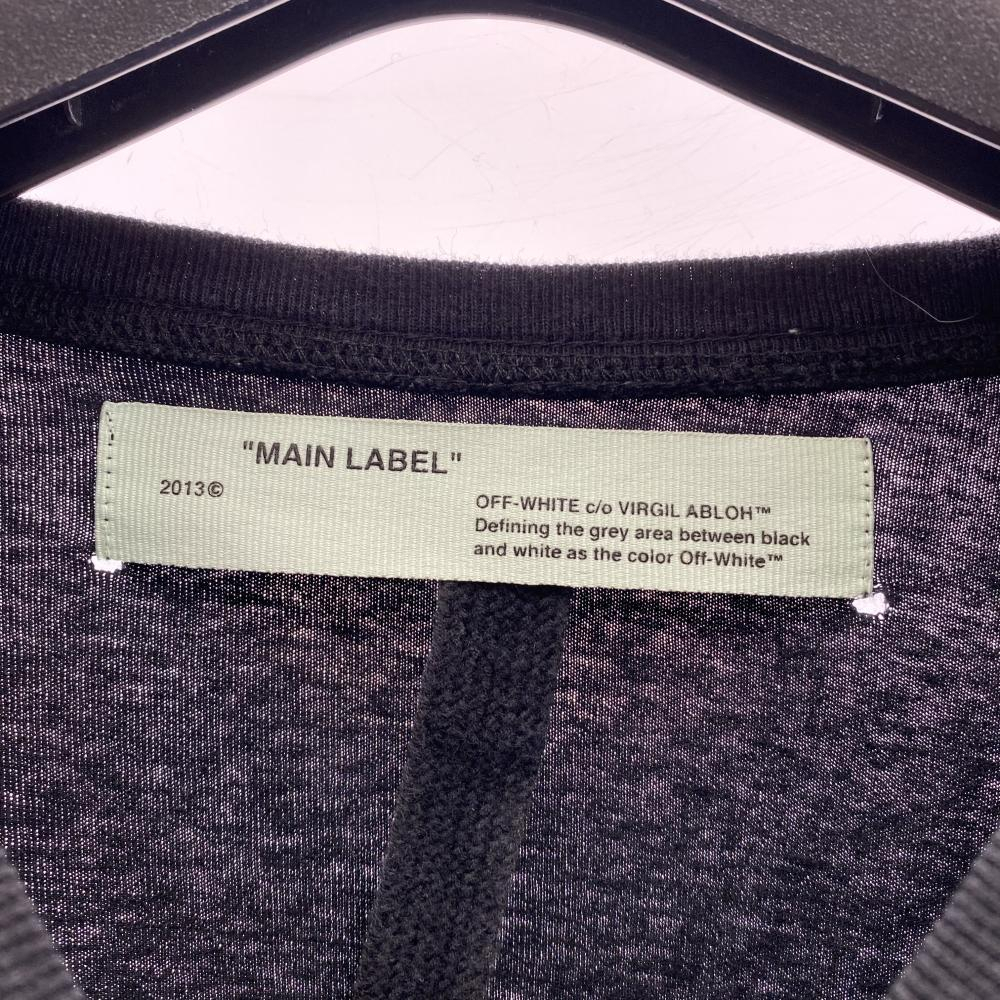 "MAIN LABEL"
2013©
OFF-WHITE c/o VIRGIL ABLOH™
Defining the grey area between black
and white as the color Off-White™